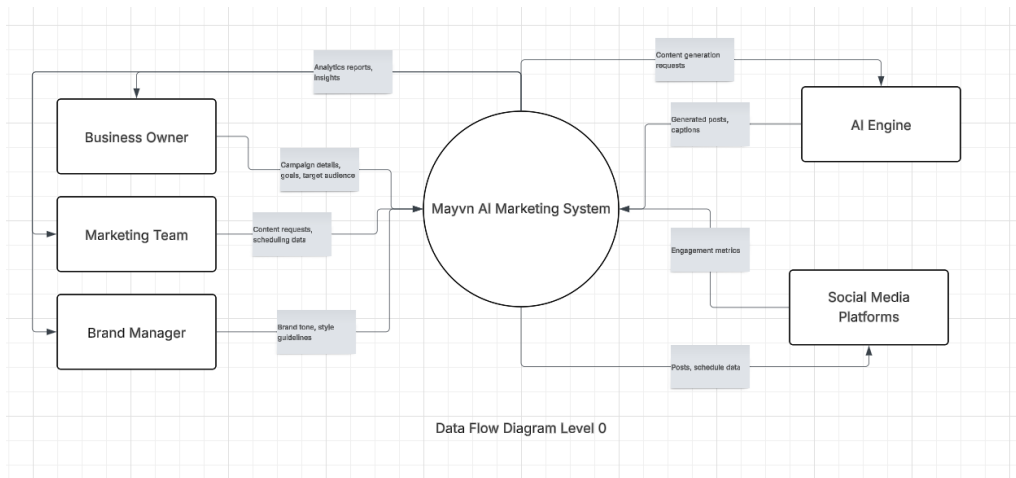 Content generation
requests
Analytics reports,
insights
Business Owner
AI Engine
Generated posts,
captions
Campaign details,
goals, target audience
Mayvn AI Marketing System
Marketing Team
Content requests,
scheduling data
Engagement metrics
Social Media
Platforms
Brand Manager
Brand tone, style
guidelines
Posts, schedule data
Data Flow Diagram Level 0